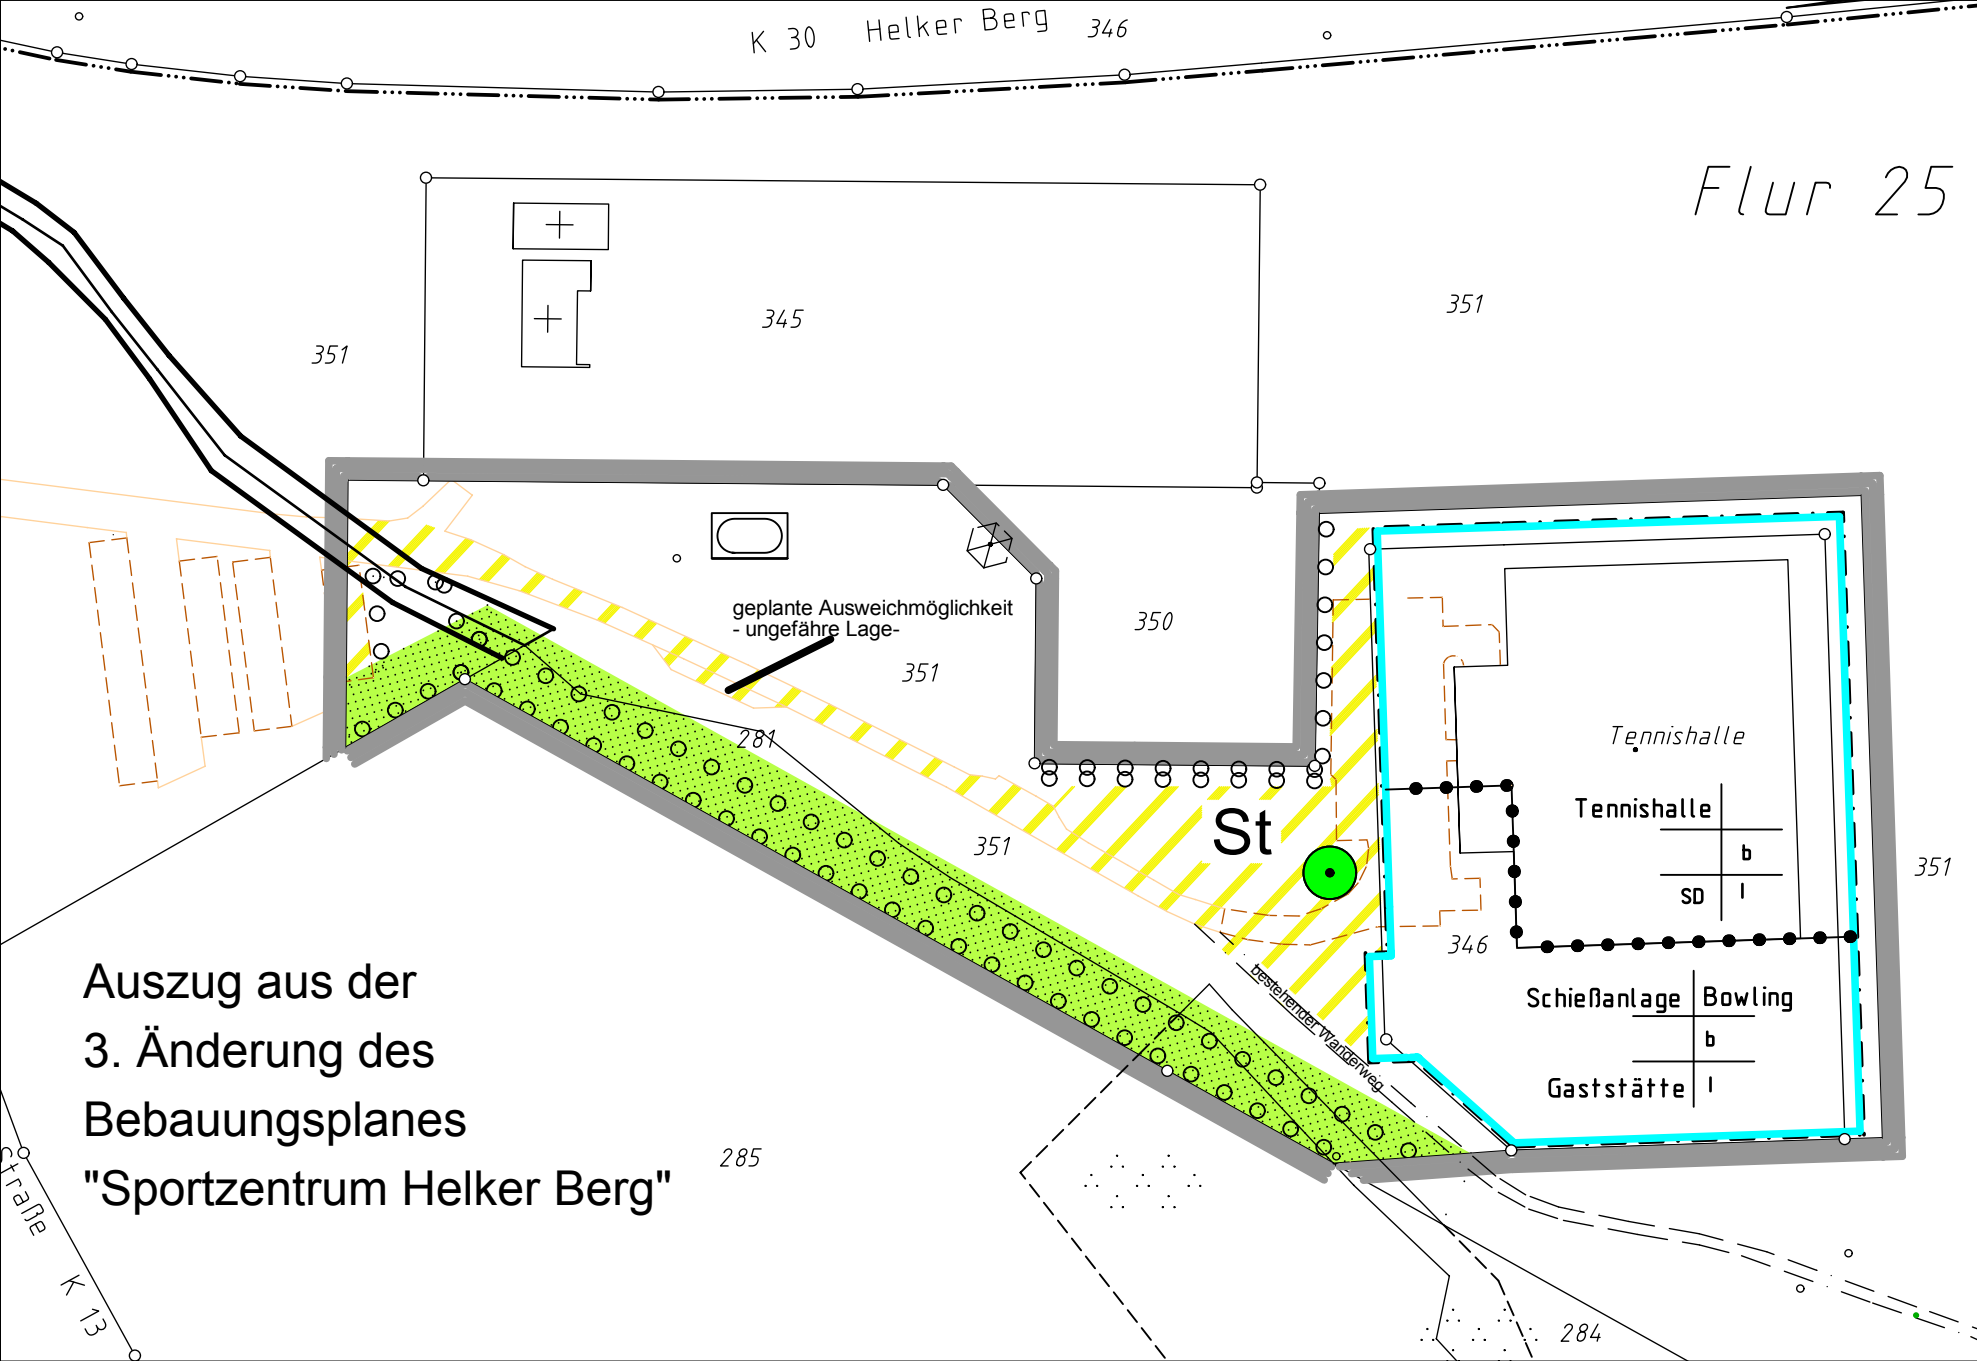 K 30 Helker Berg 346
Flur 25
351
345
351
geplante Ausweichmöglichkeit
- ungefähre Lage-
350
351
281
Tennishalle
Tennishalle
b
SD I
St
351
351
346
bestehender Wanderweg
Schießanlage Bowling
b
Gaststätte I
Auszug aus der
3. Änderung des
Bebauungsplanes
"Sportzentrum Helker Berg"
285
Straße K 13
284